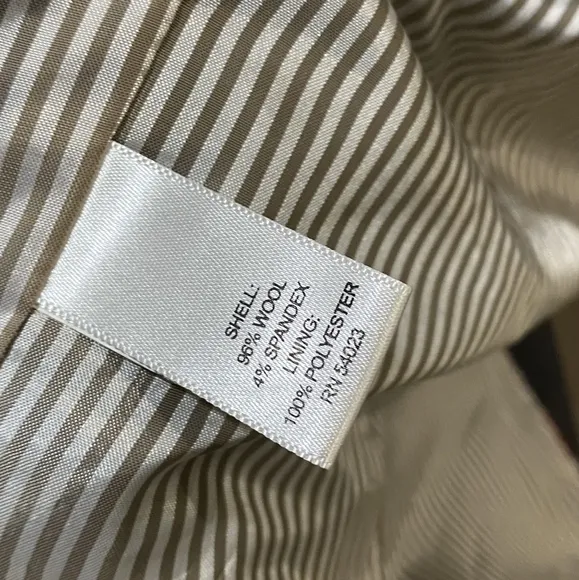 SHELL:
96% WOOL
4% SPANDEX
LINING:
100% POLYESTER
RN 54023